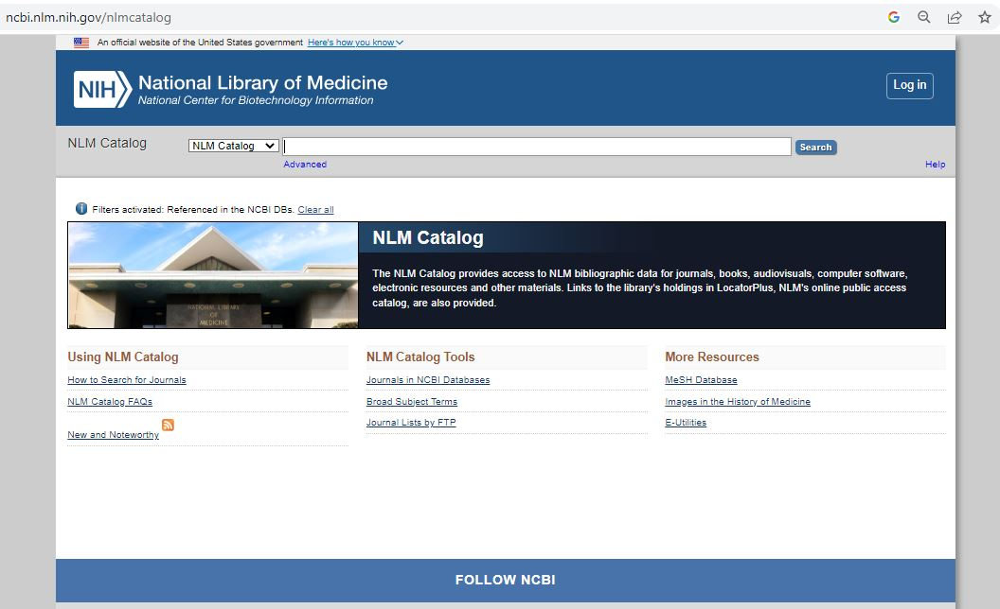 ncbi.nlm.nih.gov/nlmcatalog
An official website of the United States government Here's how you know
NIH National Library of Medicine
National Center for Biotechnology Information
Log in
NLM Catalog
NLM Catalog
Search
Advanced
Help
Filters activated: Referenced in the NCBI DBs. Clear all
NATIONAL LIBRARY
OF
MEDICINE
NLM Catalog
The NLM Catalog provides access to NLM bibliographic data for journals, books, audiovisuals, computer software,
electronic resources and other materials. Links to the library's holdings in LocatorPlus, NLM's online public access
catalog, are also provided.
Using NLM Catalog
How to Search for Journals
NLM Catalog FAQs
New and Noteworthy
NLM Catalog Tools
Journals in NCBI Databases
Broad Subject Terms
Journal Lists by FTP
More Resources
MeSH Database
Images in the History of Medicine
E-Utilities
FOLLOW NCBI